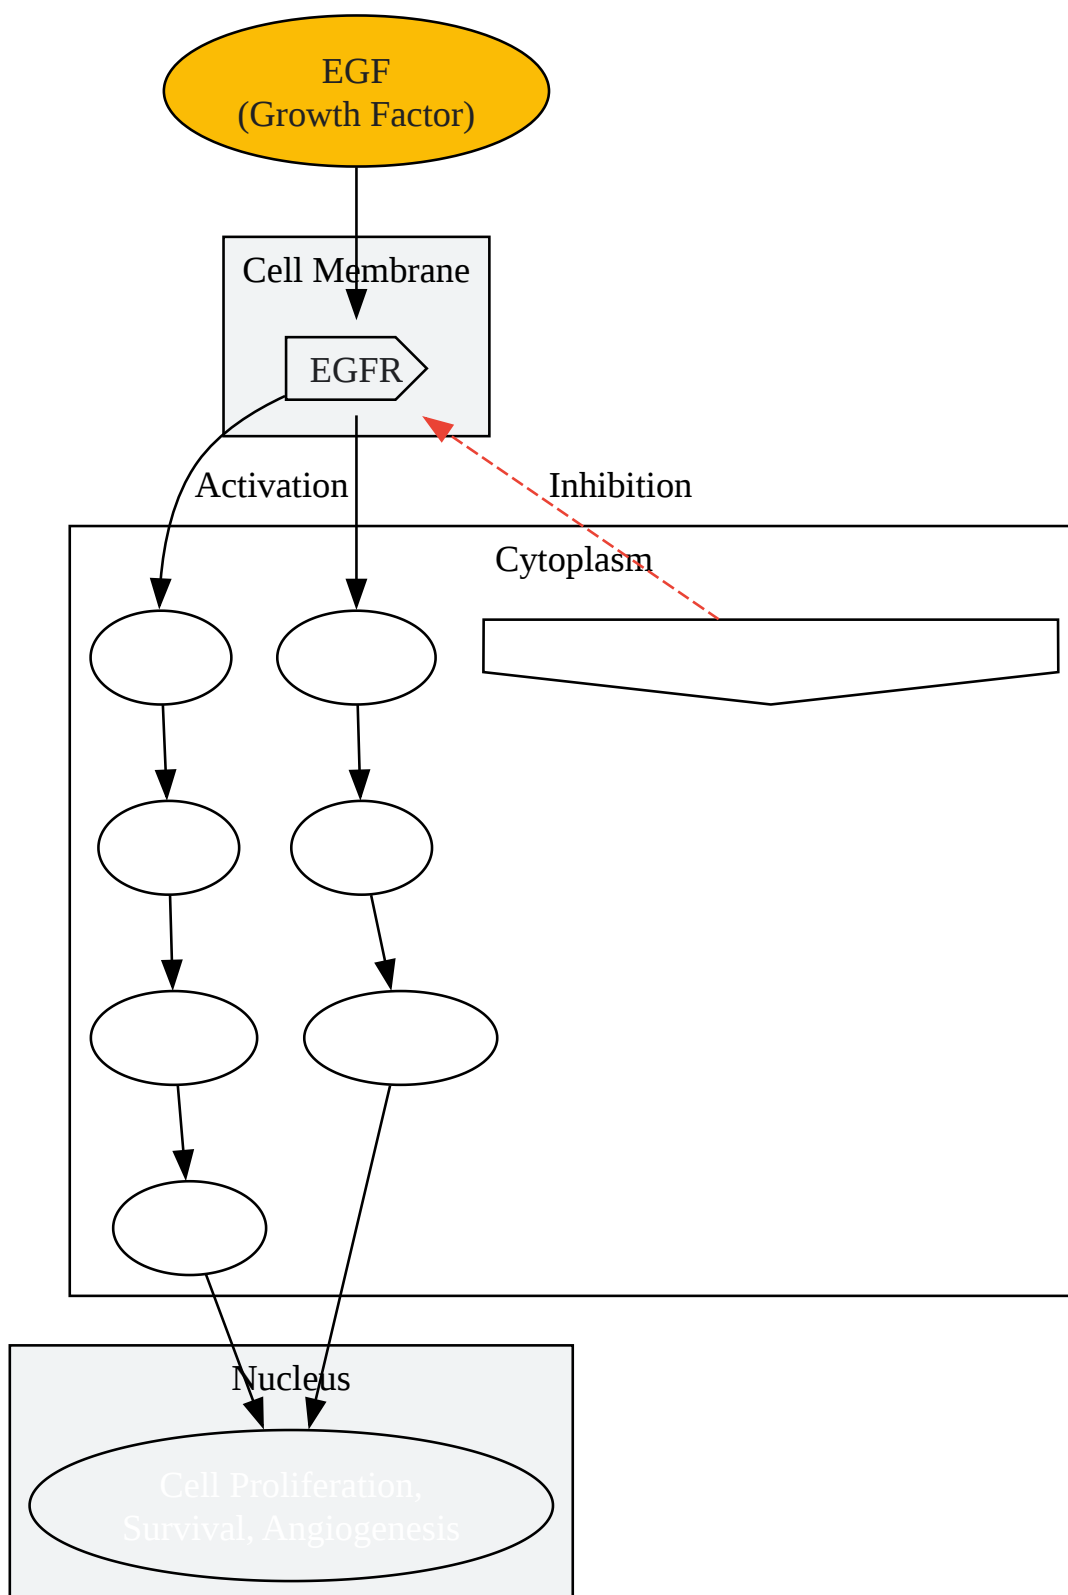 EGF
(Growth Factor)
Cell Membrane
EGFR
Activation
Inhibition
Cytoplasm
Nucleus
Cell Proliferation,
Survival, Angiogenesis